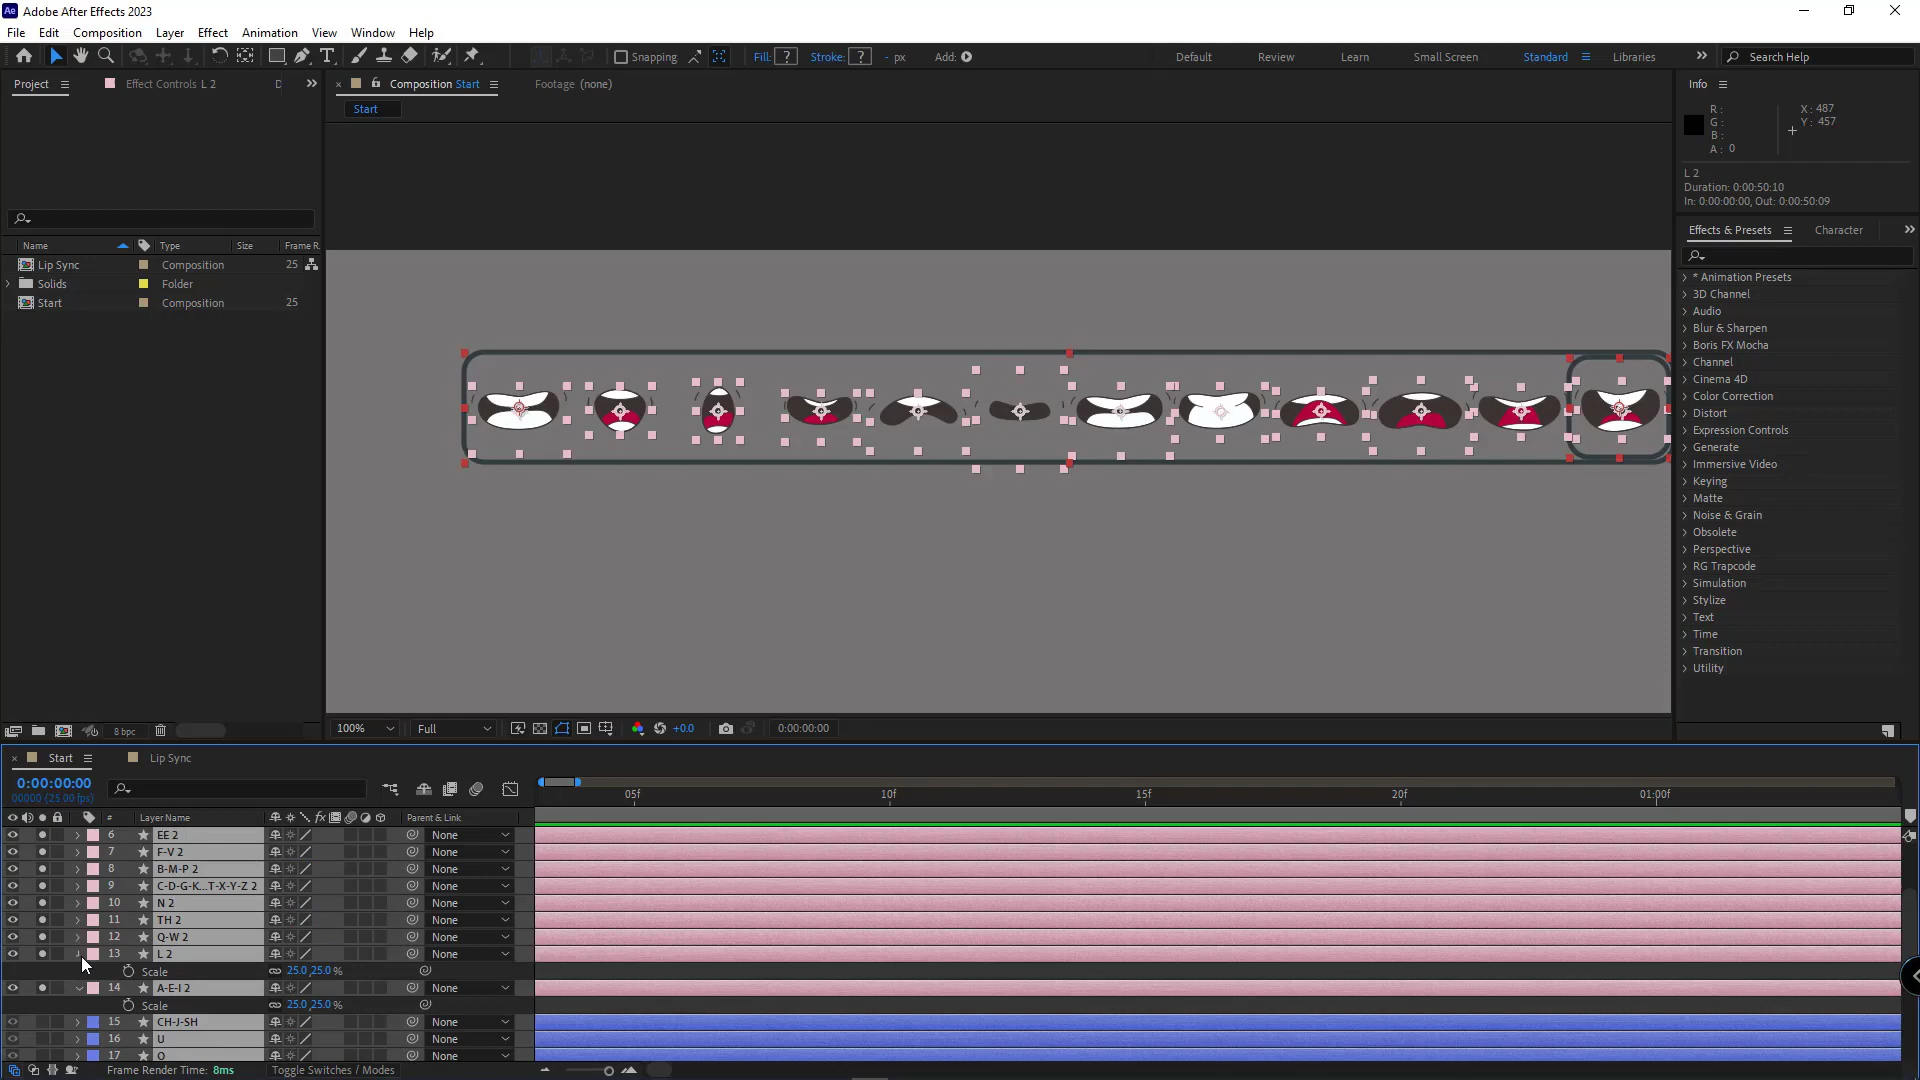 Ae Adobe After Effects 2023
File Edit Composition Layer Effect Animation View Window Help
Snapping Fill: ? Stroke: ? - px Add: Default Review Learn Small Screen Standard Libraries Search Help
Project Effect Controls L 2
Composition Start Footage (none)
Start
Info
R :
G :
B :
A : 0
X : 487
Y : 457
L 2
Duration: 0:00:50:10
In: 0:00:00:00, Out: 0:00:50:09
Name Type Size Frame R
Lip Sync Composition 25
Solids Folder
Start Composition 25
Effects & Presets Character
* Animation Presets
3D Channel
Audio
Blur & Sharpen
Boris FX Mocha
Channel
Cinema 4D
Color Correction
Distort
Expression Controls
Generate
Immersive Video
Keying
Matte
Noise & Grain
Obsolete
Perspective
RG Trapcode
Simulation
Stylize
Text
Time
Transition
Utility
8 bpc
100% Full +0.0 0:00:00:00
Start Lip Sync
0:00:00:00
00000 (25.00 fps)
05f 10f 15f 20f 01:00f
# Layer Name fx Parent & Link
6 EE 2 None
7 F-V 2 None
8 B-M-P 2 None
9 C-D-G-K...T-X-Y-Z 2 None
10 N 2 None
11 TH 2 None
12 Q-W 2 None
13 L 2 None
Scale 25.0,25.0 %
14 A-E-I 2 None
Scale 25.0,25.0 %
15 CH-J-SH None
16 U None
17 O None
Frame Render Time: 8ms Toggle Switches / Modes